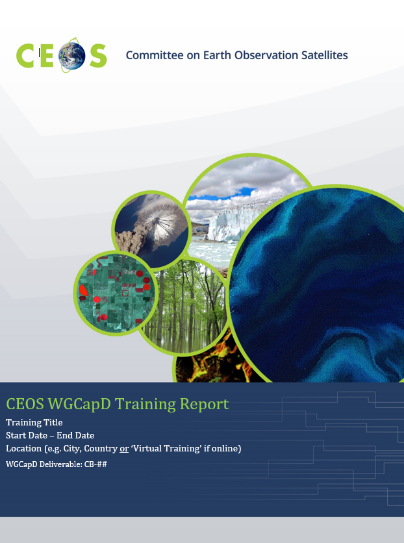 CEOS
Committee on Earth Observation Satellites
CEOS WGCapD Training Report
Training Title
Start Date – End Date
Location (e.g. City, Country or ‘Virtual Training’ if online)
WGCapD Deliverable: CB-##